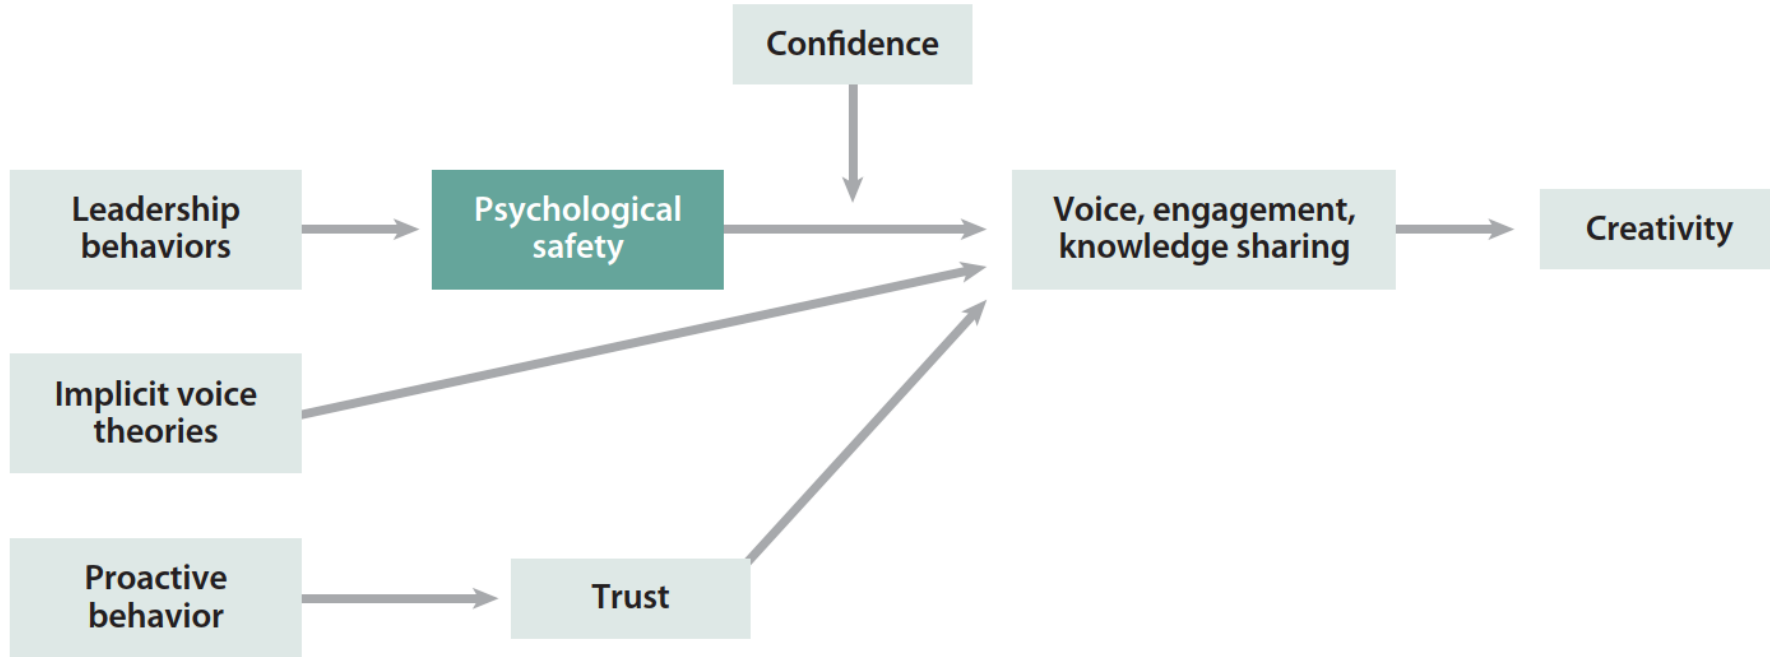 Confidence
Leadership
behaviors
Psychological
safety
Voice, engagement,
knowledge sharing
Creativity
Implicit voice
theories
Proactive
behavior
Trust